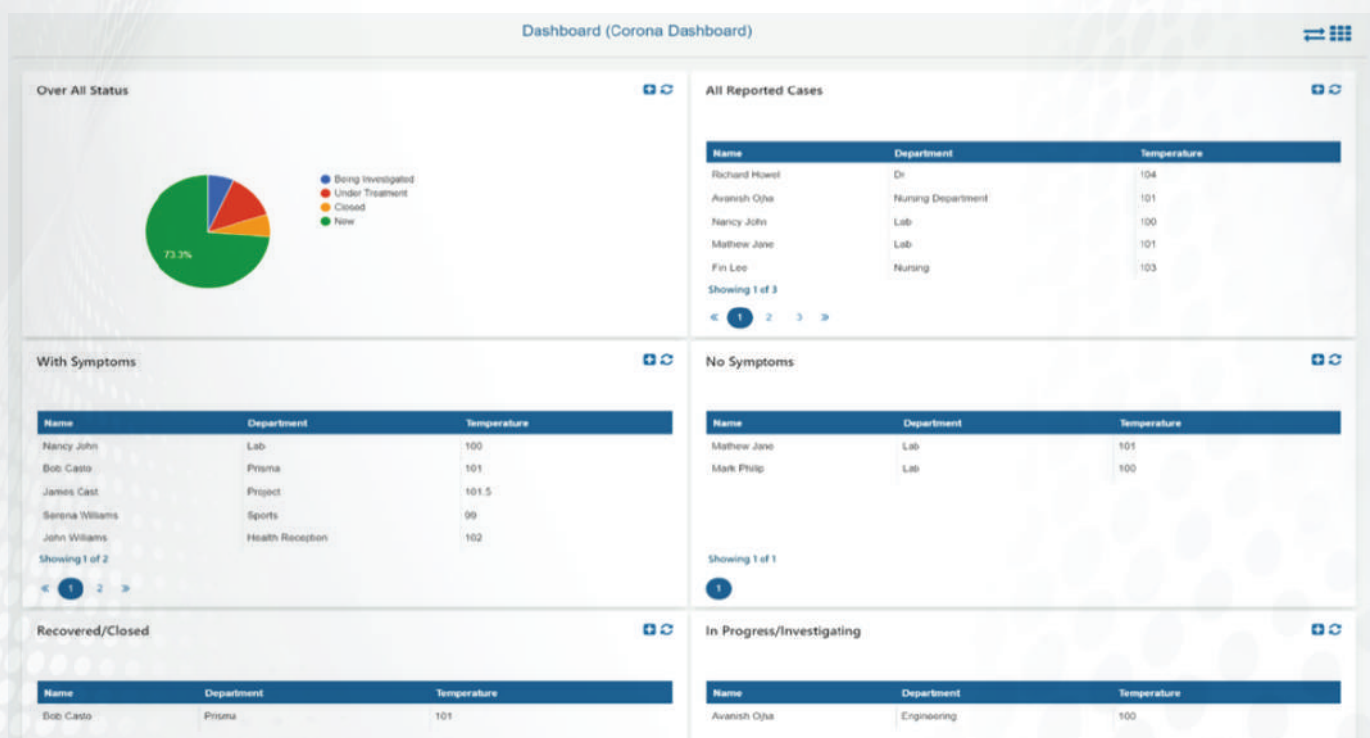 Dashboard (Corona Dashboard)
Over All Status
Being Investigated
Under Treatment
Closed
New
73.3%
All Reported Cases
Name Department Temperature
Richard Howel Dr 104
Avanish Ojha Nursing Department 101
Nancy John Lab 100
Mathew Jane Lab 101
Fin Lee Nursing 103
Showing 1 of 3
« 1 2 3 »
With Symptoms
Name Department Temperature
Nancy John Lab 100
Bob Casto Prisma 101
James Cast Project 101.5
Serena Williams Sports 99
John Williams Health Reception 102
Showing 1 of 2
« 1 2 »
No Symptoms
Name Department Temperature
Mathew Jane Lab 101
Mark Philip Lab 100
Showing 1 of 1
1
Recovered/Closed
Name Department Temperature
Bob Casto Prisma 101
In Progress/Investigating
Name Department Temperature
Avanish Ojha Engineering 100